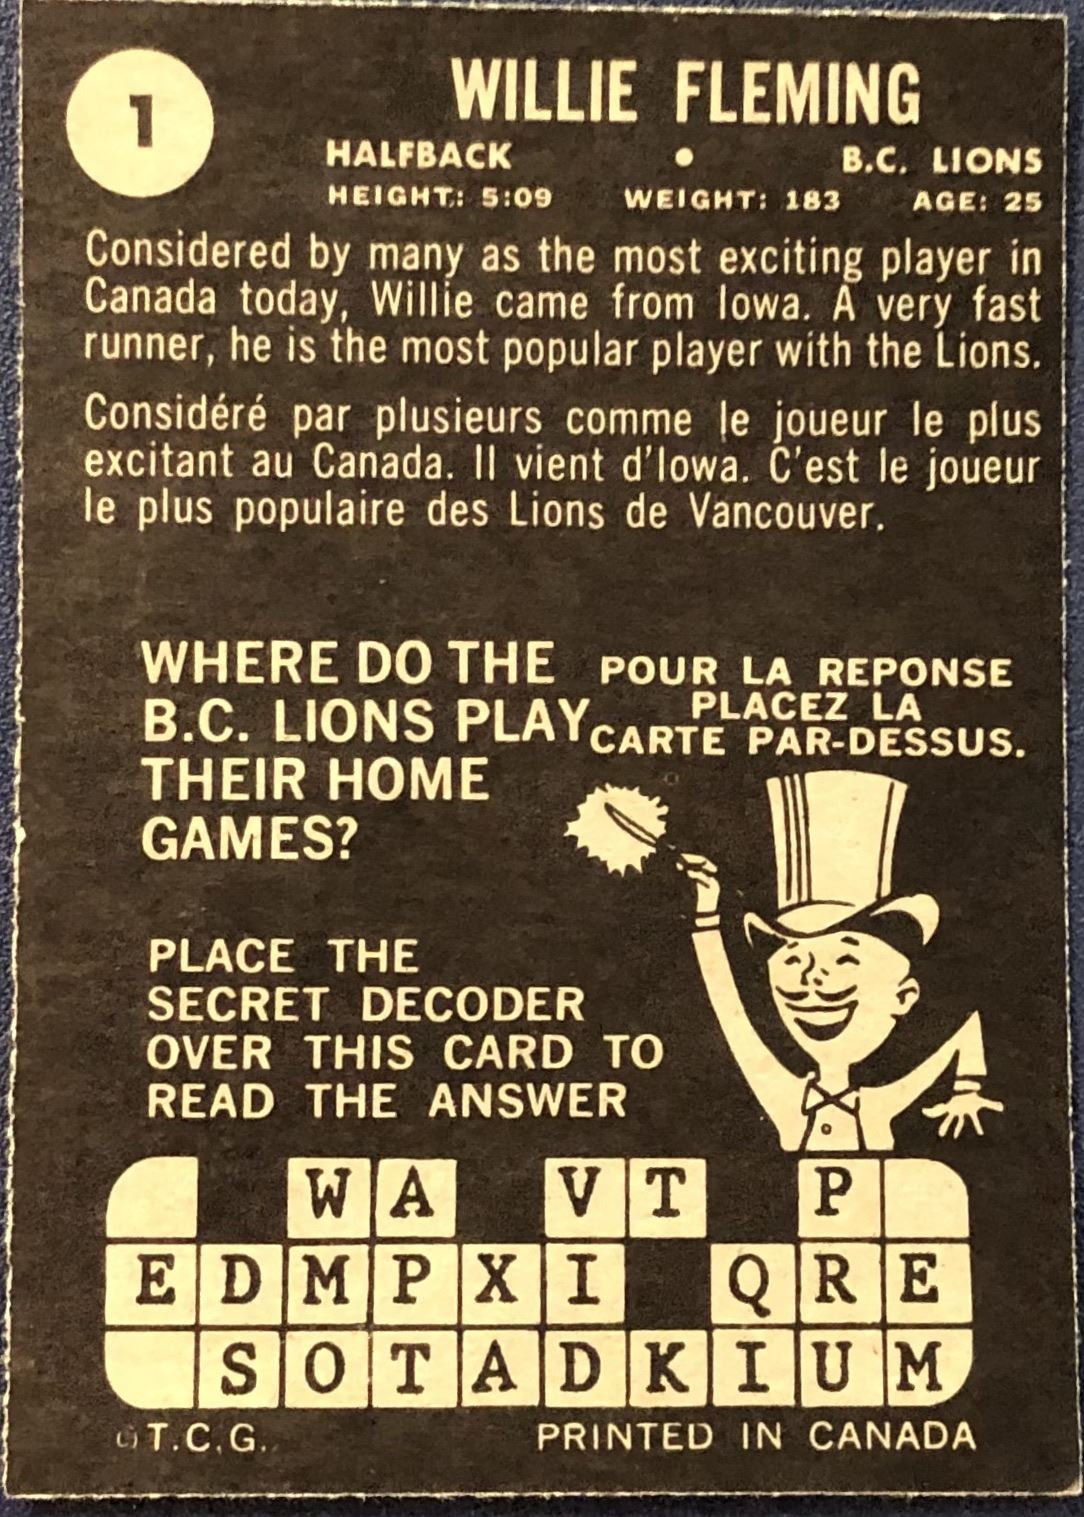 1
WILLIE FLEMING
HALFBACK • B.C. LIONS
HEIGHT: 5:09 WEIGHT: 183 AGE: 25
Considered by many as the most exciting player in
Canada today, Willie came from Iowa. A very fast
runner, he is the most popular player with the Lions.
Considéré par plusieurs comme le joueur le plus
excitant au Canada. Il vient d'Iowa. C'est le joueur
le plus populaire des Lions de Vancouver.
WHERE DO THE
B.C. LIONS PLAY
THEIR HOME
GAMES?
POUR LA REPONSE
PLACEZ LA
CARTE PAR-DESSUS.
PLACE THE
SECRET DECODER
OVER THIS CARD TO
READ THE ANSWER
W A V T P
E D M P X I Q R E
S O T A D K I U M
© T.C.G. PRINTED IN CANADA